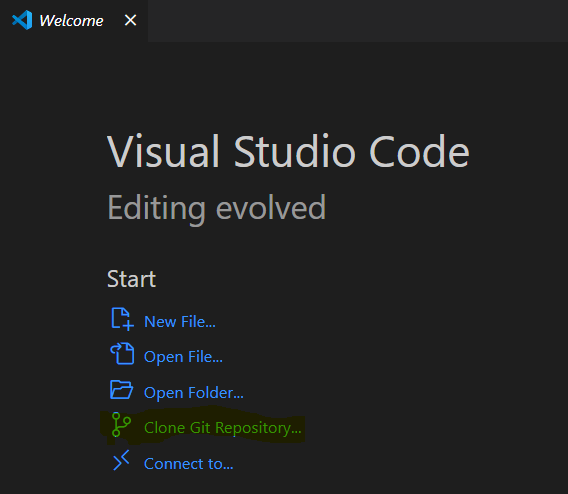 Welcome
Visual Studio Code
Editing evolved
Start
New File...
Open File...
Open Folder...
Clone Git Repository...
Connect to...